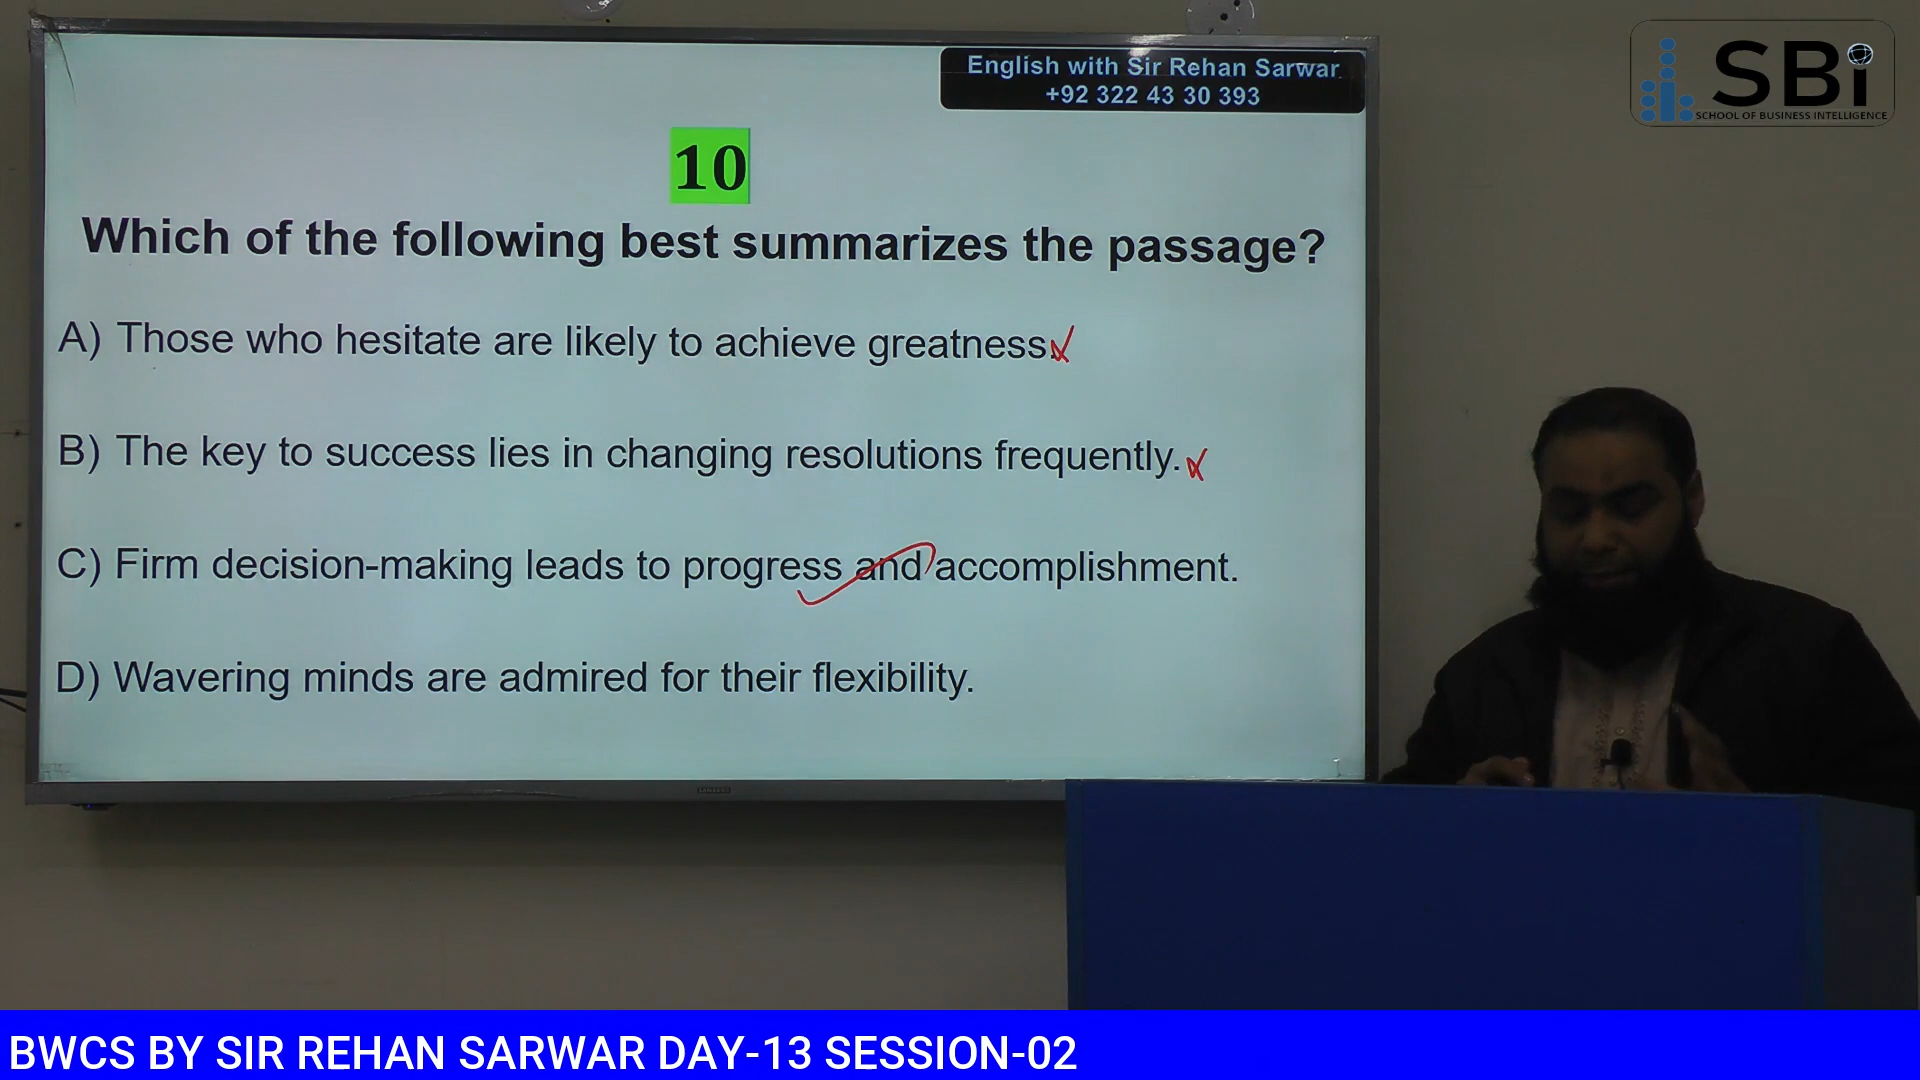 English with Sir Rehan Sarwar
+92 322 43 30 393
SBi
SCHOOL OF BUSINESS INTELLIGENCE
10
Which of the following best summarizes the passage?
A) Those who hesitate are likely to achieve greatness.
B) The key to success lies in changing resolutions frequently.
C) Firm decision-making leads to progress and accomplishment.
D) Wavering minds are admired for their flexibility.
SAMSUNG
BWCS BY SIR REHAN SARWAR DAY-13 SESSION-02